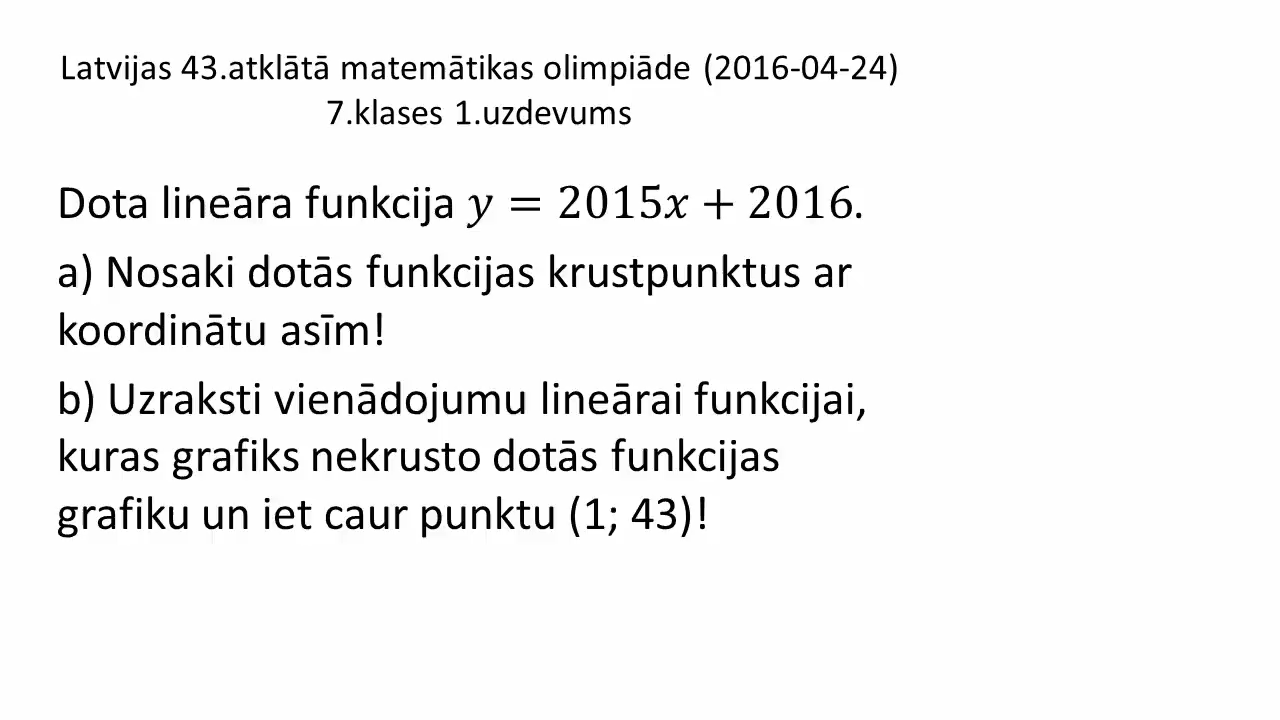 Latvijas 43.atklātā matemātikas olimpiāde (2016-04-24)
7.klases 1.uzdevums
Dota lineāra funkcija y = 2015x + 2016.
a) Nosaki dotās funkcijas krustpunktus ar
koordinātu asīm!
b) Uzraksti vienādojumu lineārai funkcijai,
kuras grafiks nekrusto dotās funkcijas
grafiku un iet caur punktu (1; 43)!